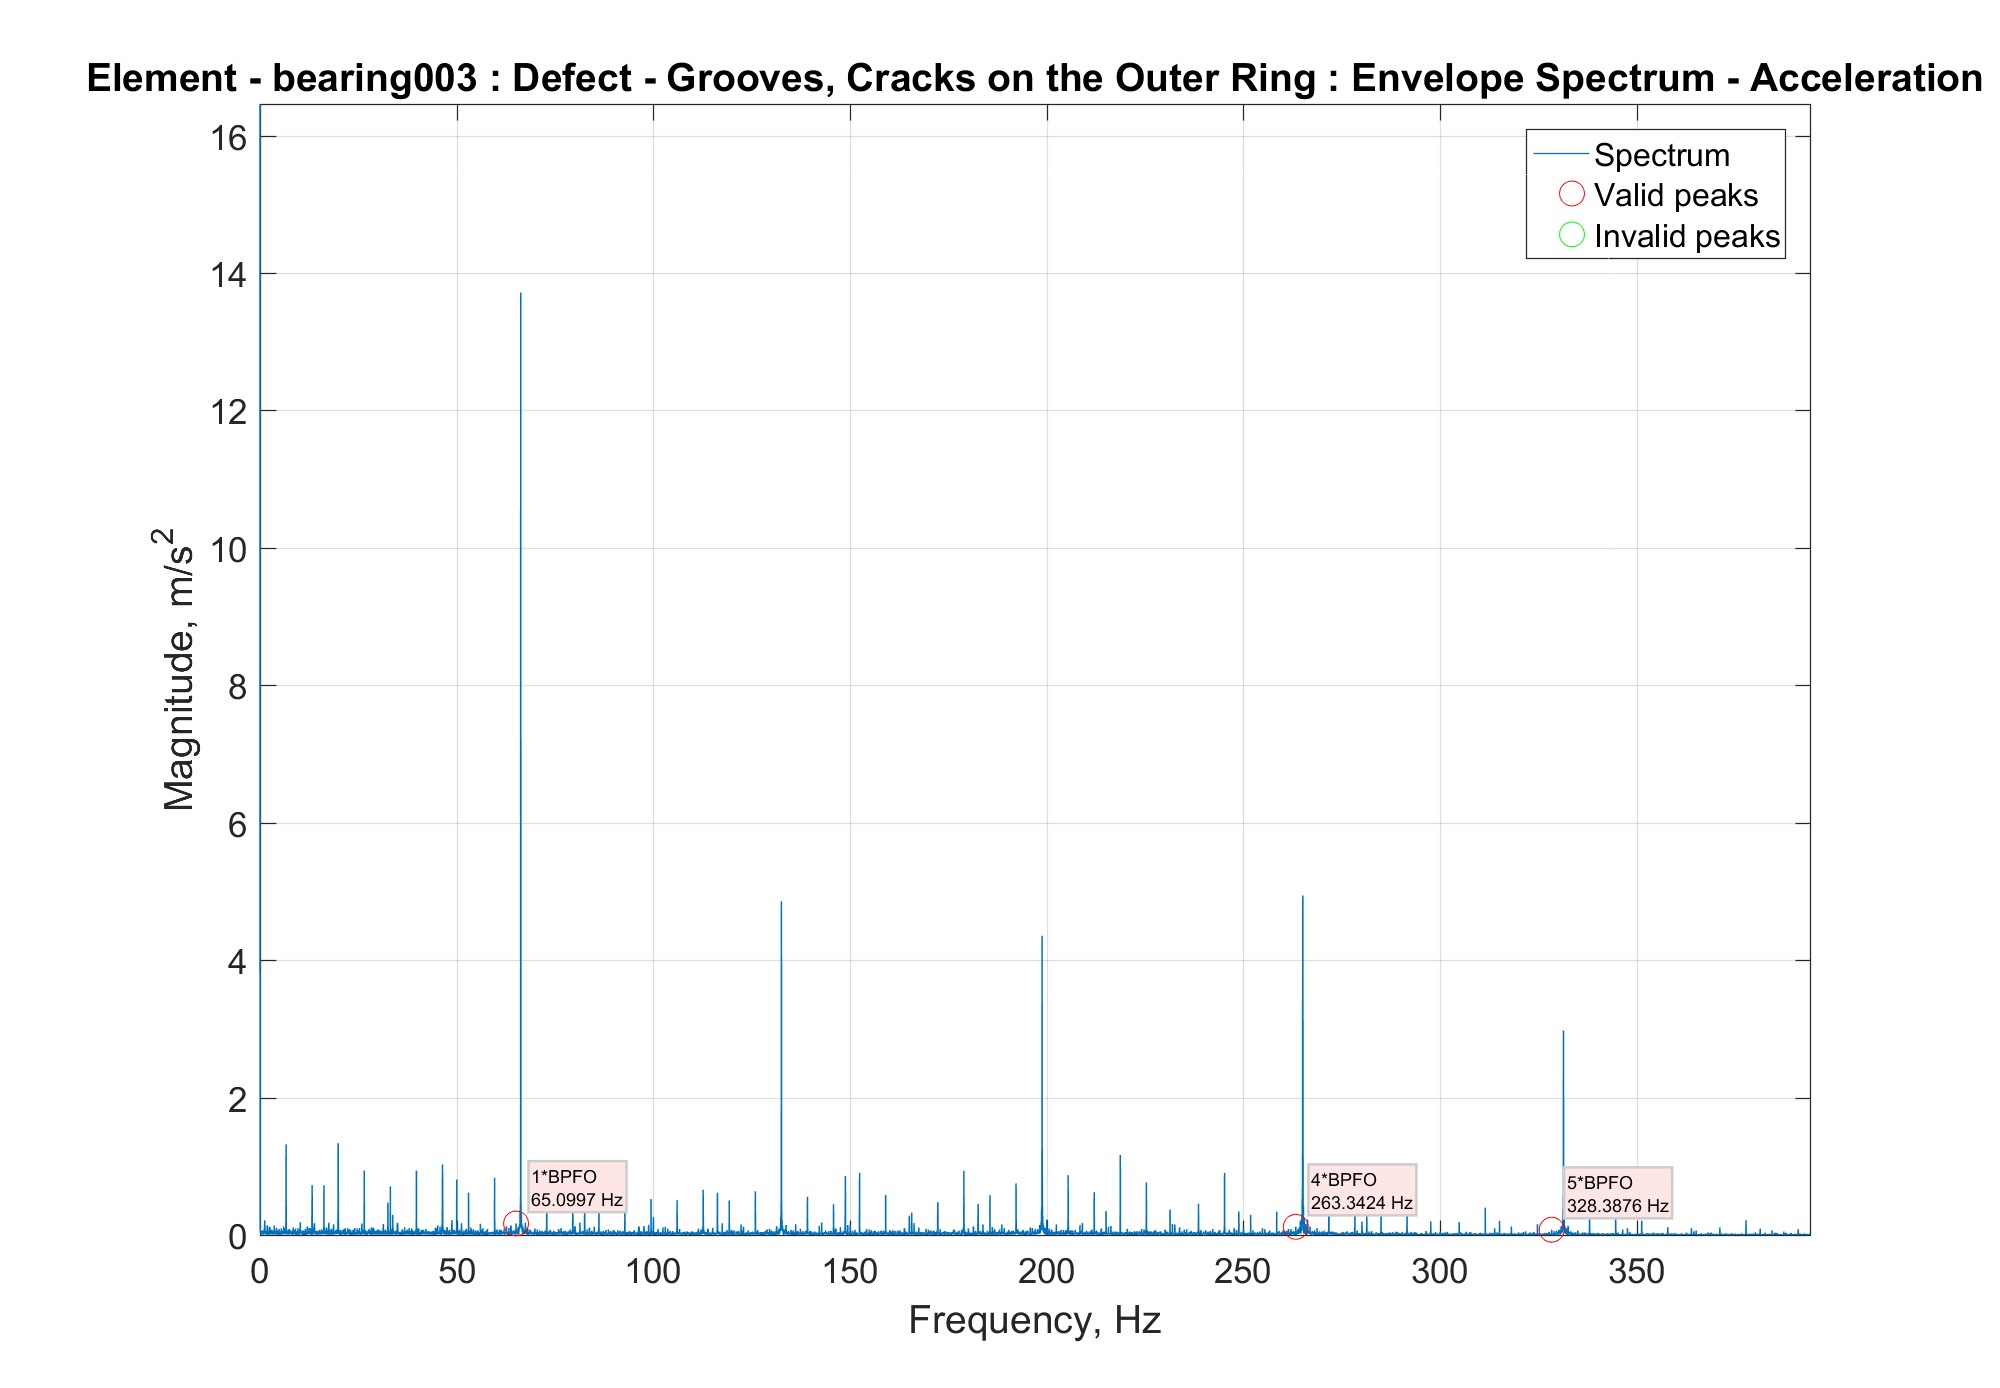 Element - bearing003 : Defect - Grooves, Cracks on the Outer Ring : Envelope Spectrum - Acceleration
Spectrum
Valid peaks
Invalid peaks
16
14
12
10
8
6
4
2
0
Magnitude, m/s²
1*BPFO
65.0997 Hz
4*BPFO
263.3424 Hz
5*BPFO
328.3876 Hz
0 50 100 150 200 250 300 350
Frequency, Hz